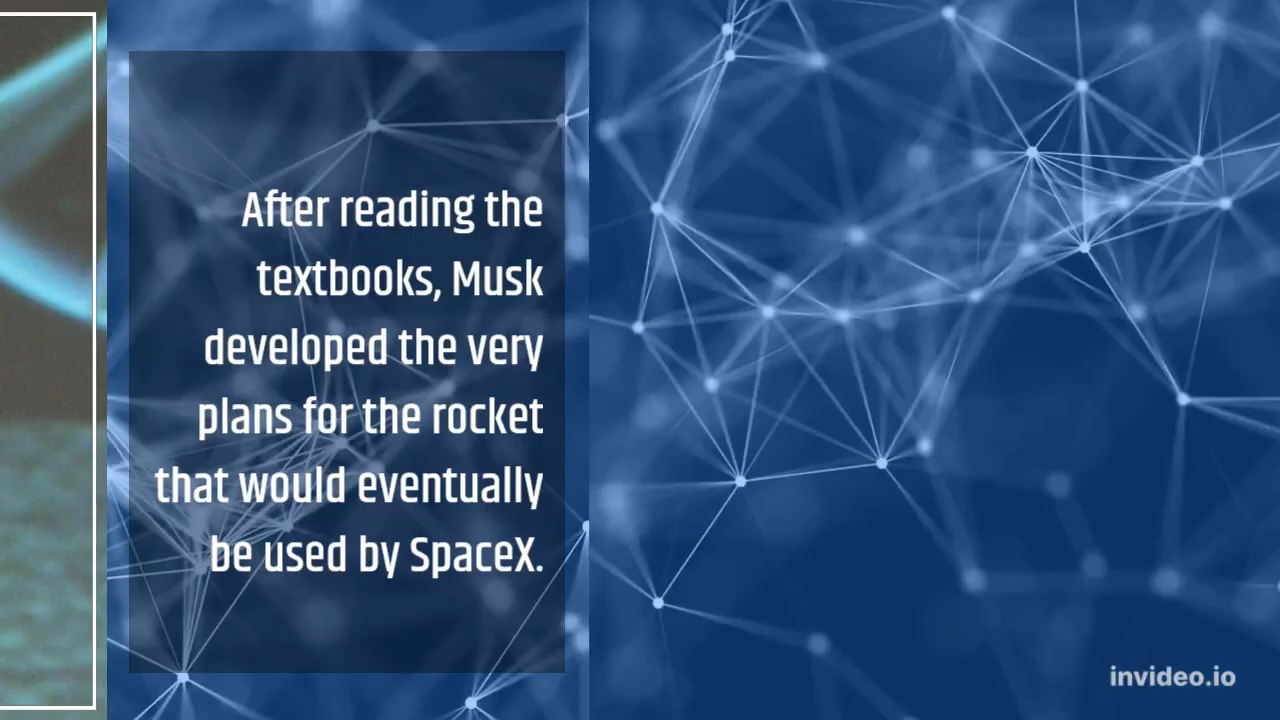 After reading the
textbooks, Musk
developed the very
plans for the rocket
that would eventually
be used by SpaceX.
invideo.io